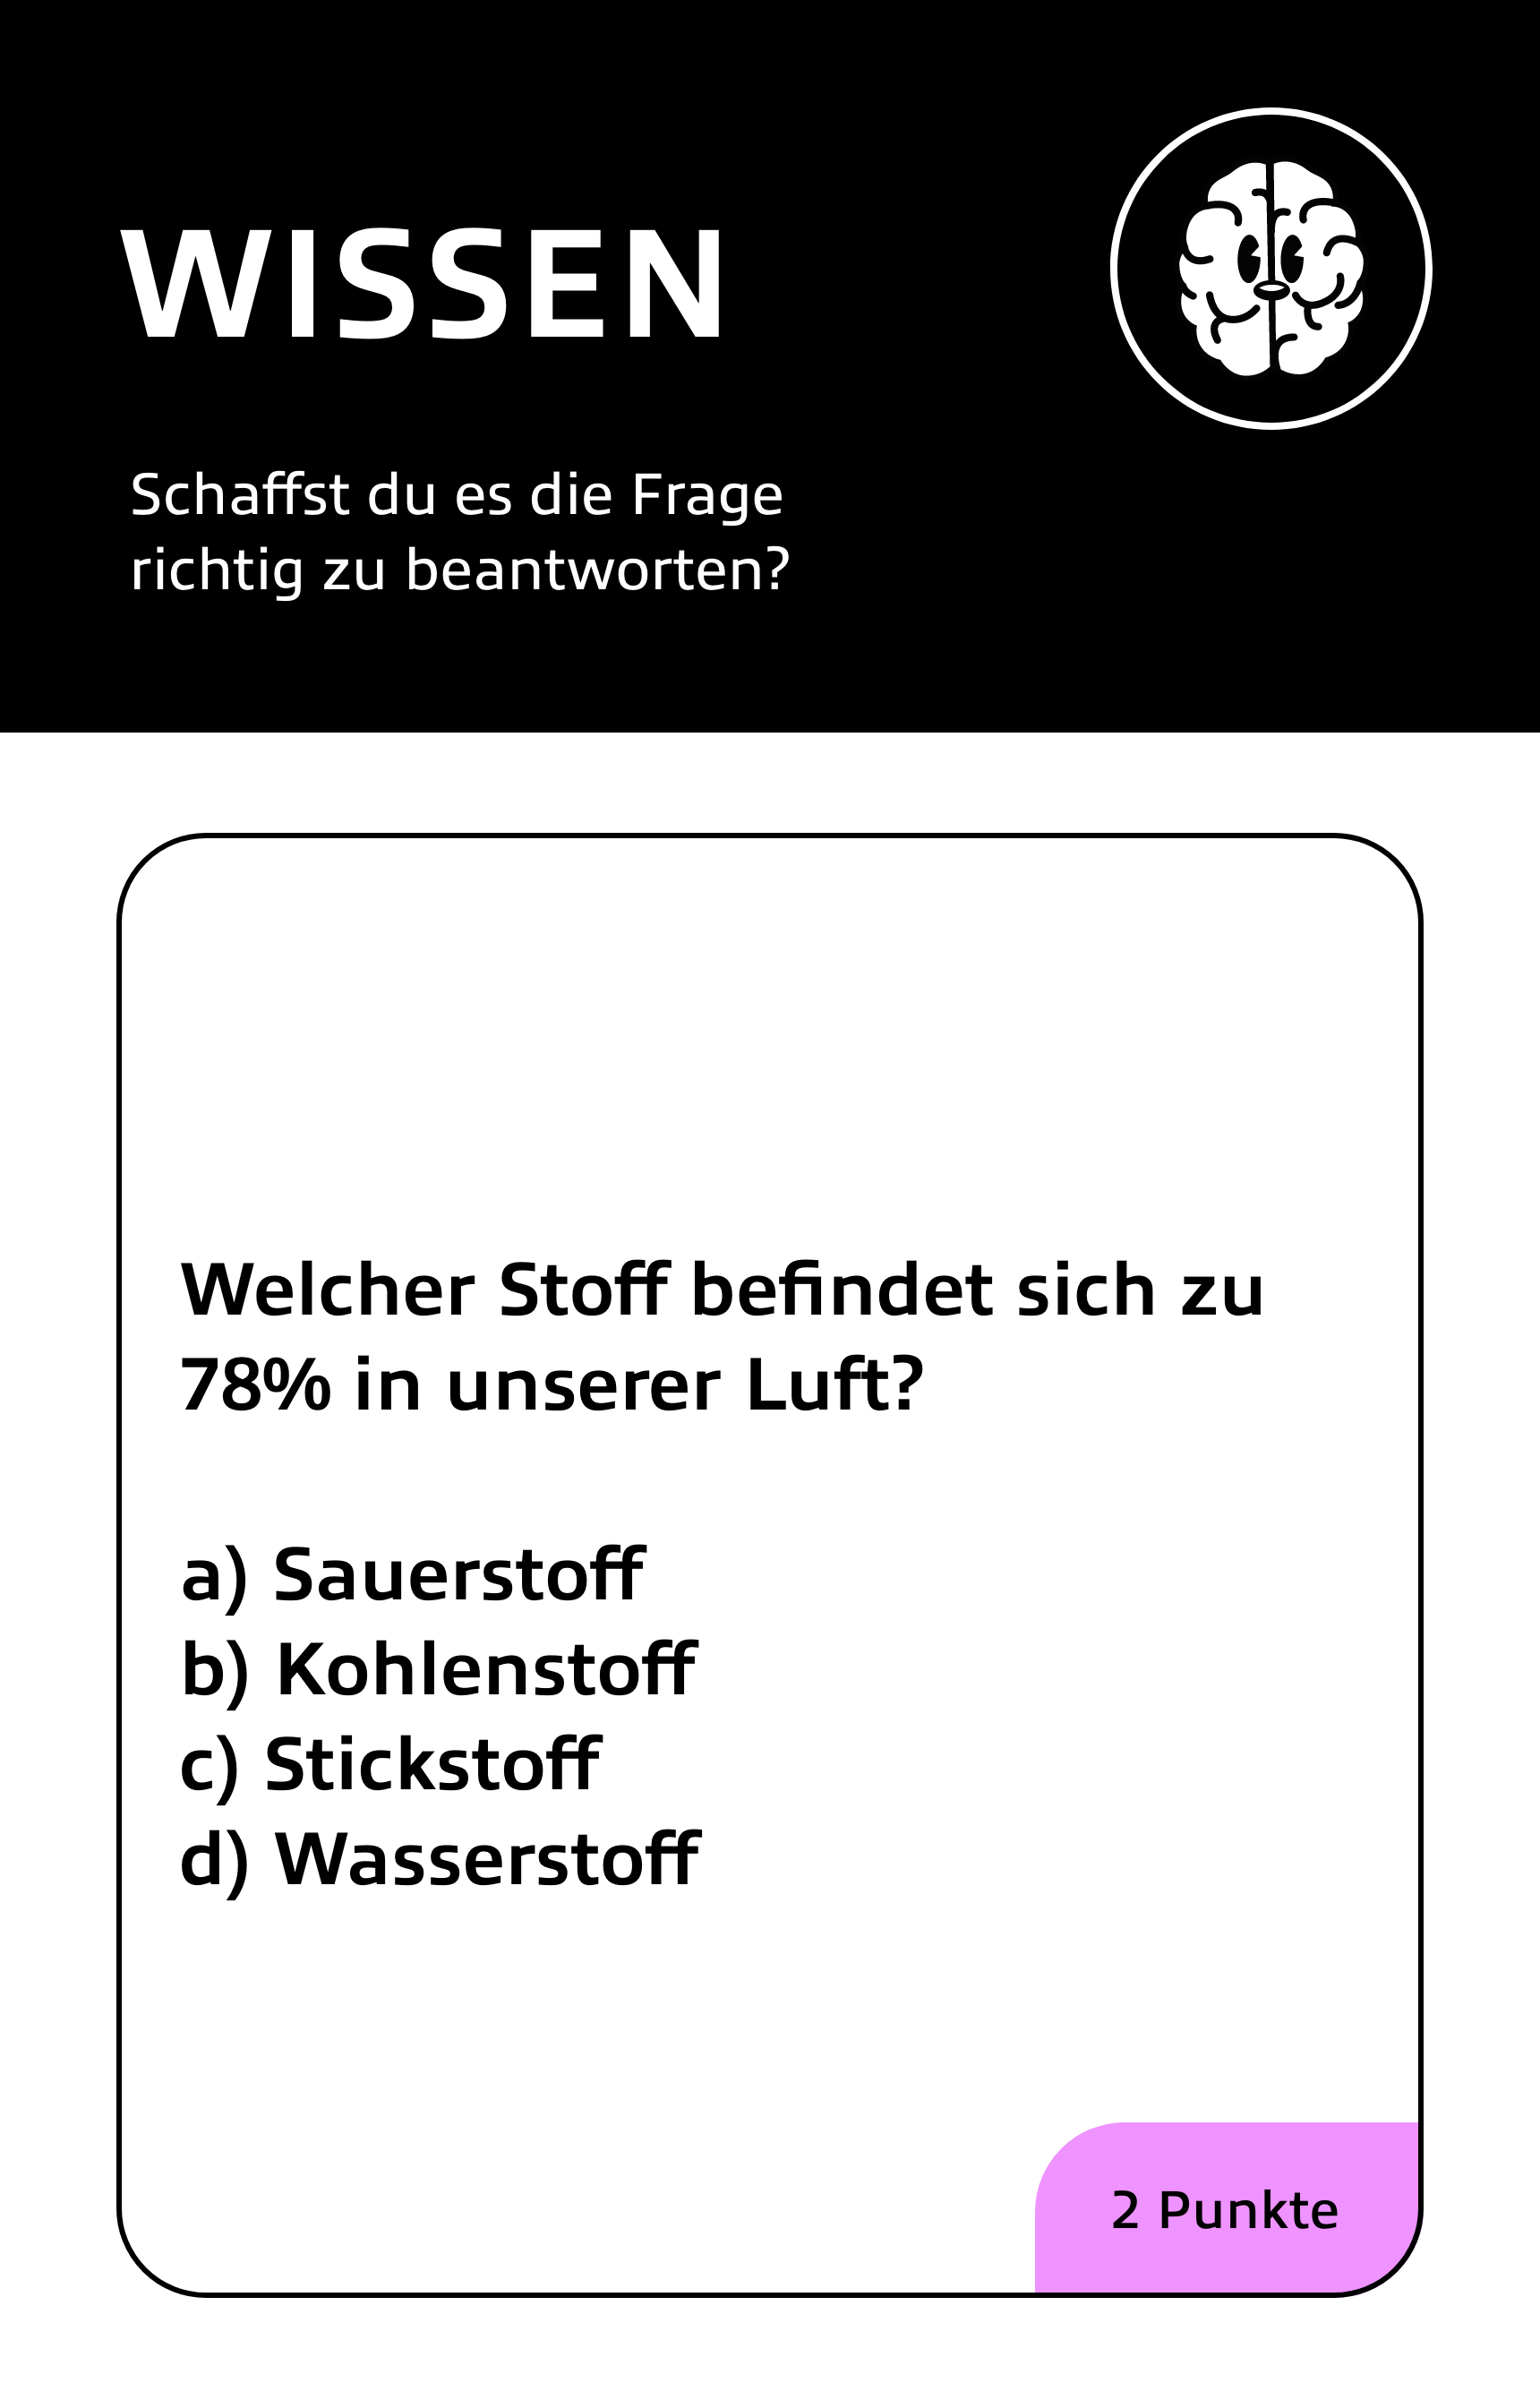 WISSEN
Schaffst du es die Frage
richtig zu beantworten?
Welcher Stoff befindet sich zu
78% in unserer Luft?
a) Sauerstoff
b) Kohlenstoff
c) Stickstoff
d) Wasserstoff
2 Punkte